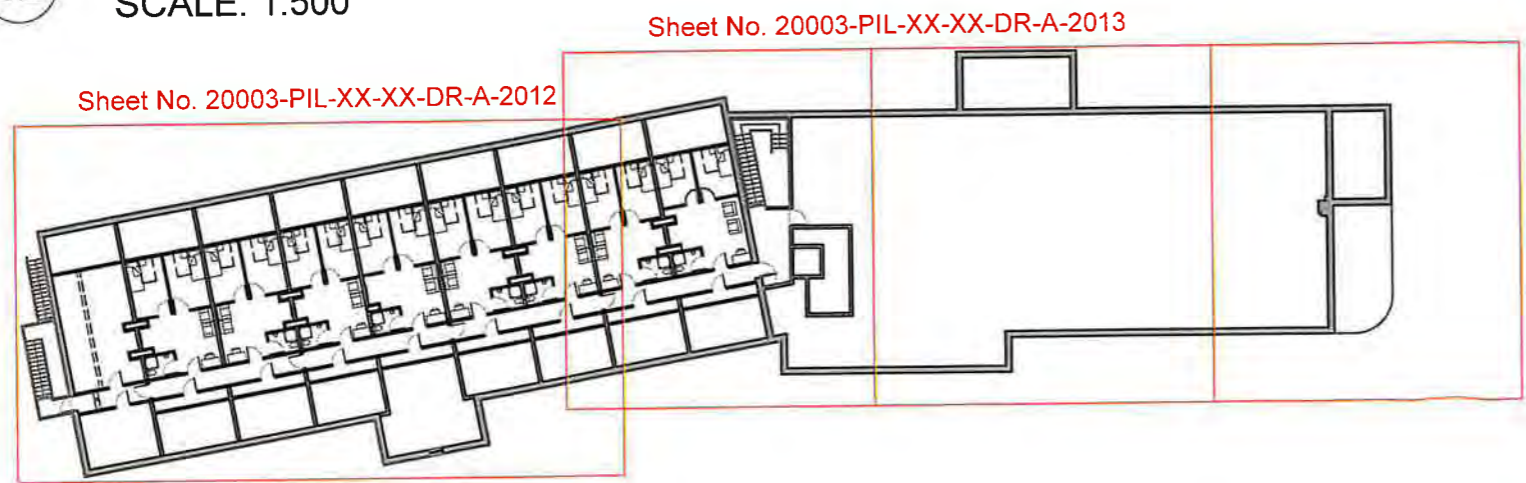 SCALE: 1:500
Sheet No. 20003-PIL-XX-XX-DR-A-2013
Sheet No. 20003-PIL-XX-XX-DR-A-2012